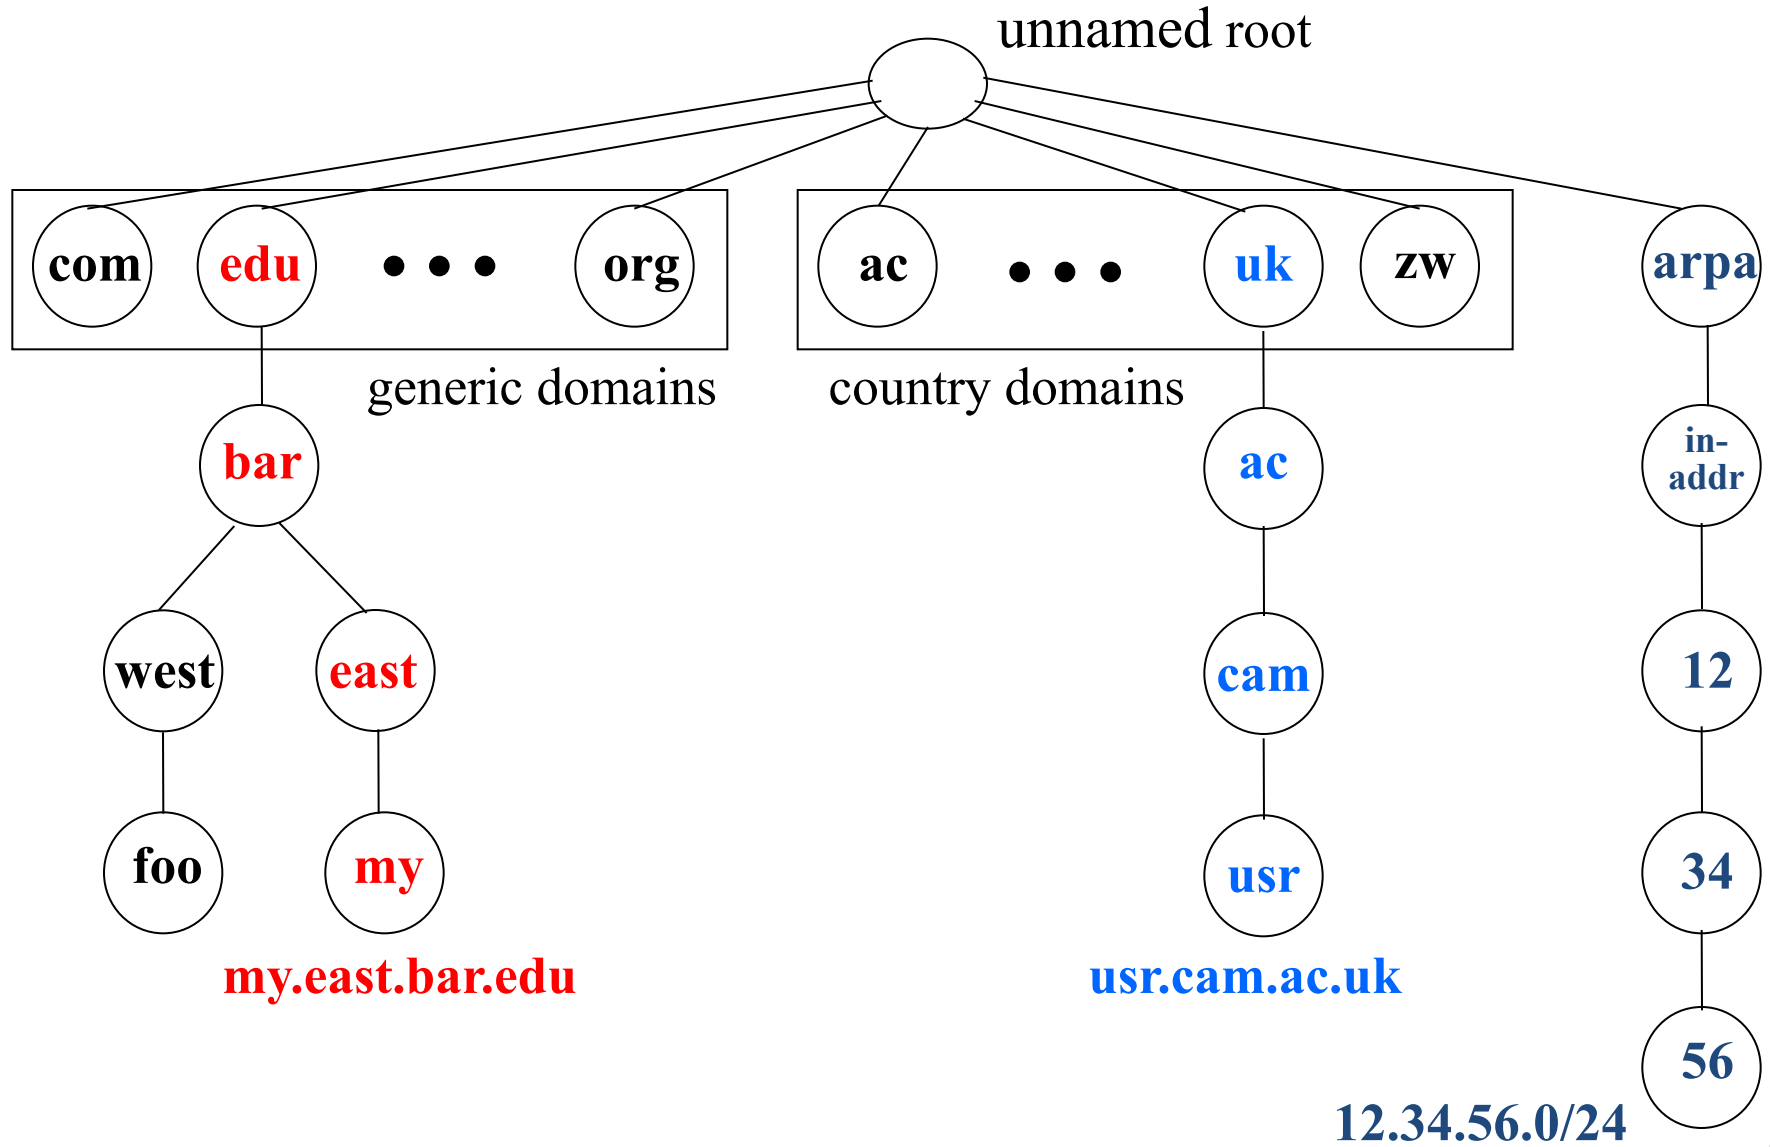 unnamed root
com edu ••• org ac ••• uk zw arpa
generic domains country domains
bar ac in-
addr
west east cam 12
foo my usr 34
my.east.bar.edu usr.cam.ac.uk
56
12.34.56.0/24